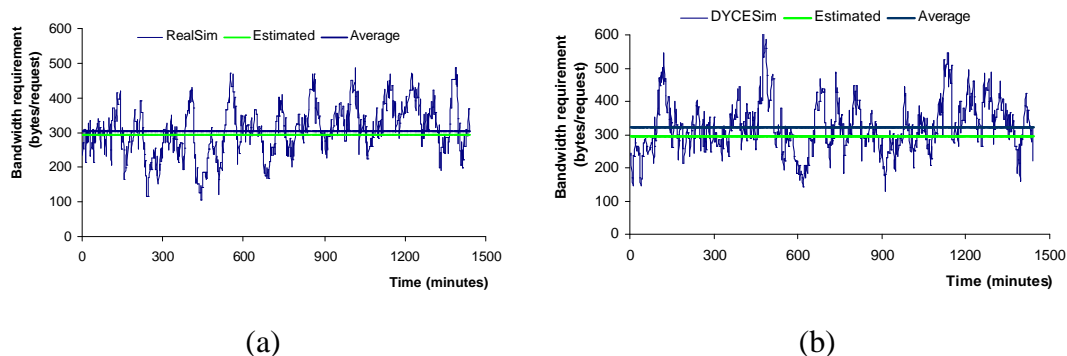 RealSim Estimated Average
Bandwidth requirement
(bytes/request)
600
500
400
300
200
100
0
0 300 600 900 1200 1500
Time (minutes)
(a)
DYCESim Estimated Average
Bandwidth requirement
(bytes/request)
600
500
400
300
200
100
0
0 300 600 900 1200 1500
Time (minutes)
(b)